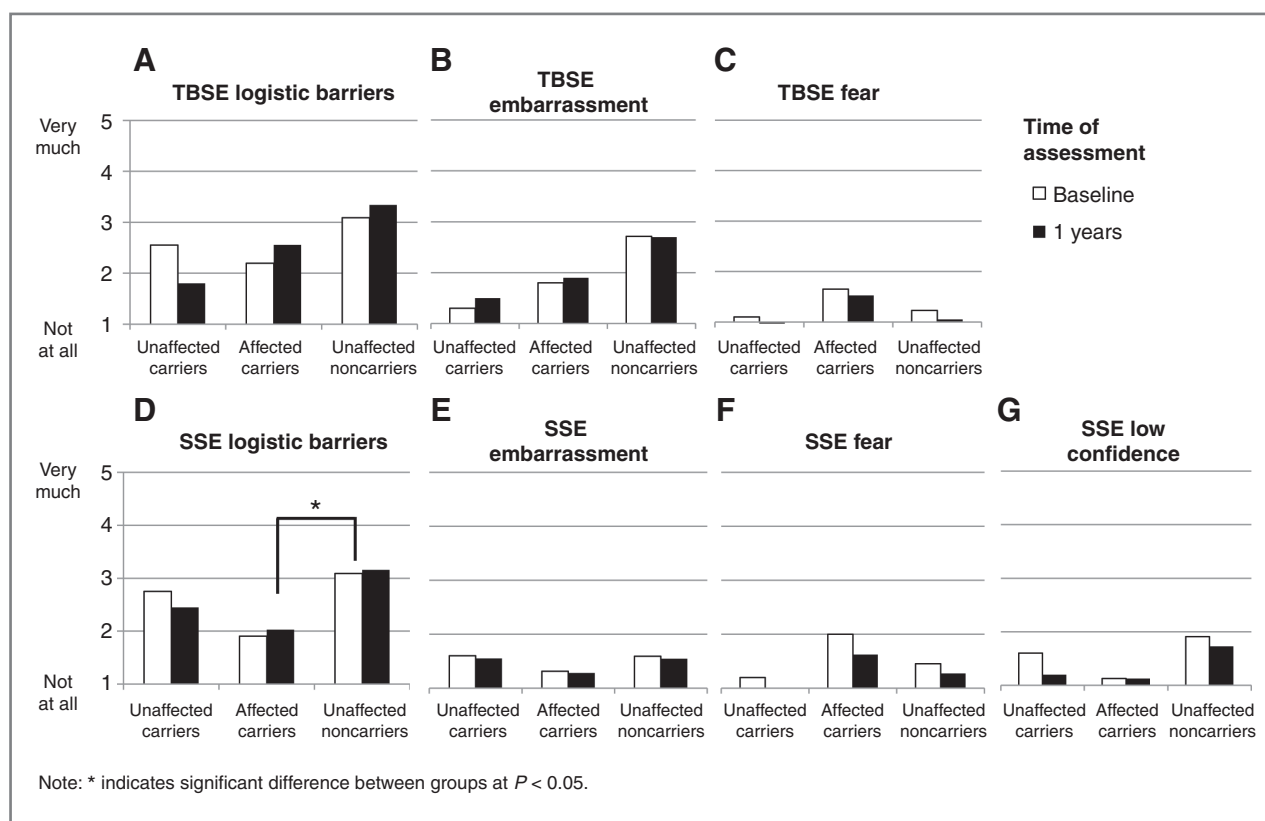 A
TBSE logistic barriers
B
TBSE
embarrassment
C
TBSE fear
Very
much
5
4
3
2
1
Not
at all
Unaffected
carriers
Affected
carriers
Unaffected
noncarriers
Unaffected
carriers
Affected
carriers
Unaffected
noncarriers
Unaffected
carriers
Affected
carriers
Unaffected
noncarriers
Time of
assessment
Baseline
1 years
D
SSE logistic barriers
E
SSE
embarrassment
F
SSE fear
G
SSE low
confidence
Very
much
5
4
3
2
1
Not
at all
*
Unaffected
carriers
Affected
carriers
Unaffected
noncarriers
Unaffected
carriers
Affected
carriers
Unaffected
noncarriers
Unaffected
carriers
Affected
carriers
Unaffected
noncarriers
Unaffected
carriers
Affected
carriers
Unaffected
noncarriers
Note: * indicates significant difference between groups at P < 0.05.